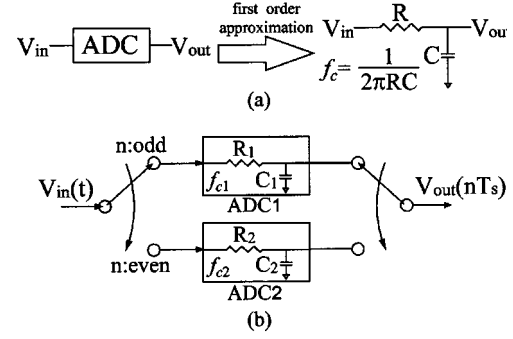 first order
approximation
Vin ADC Vout
Vin R Vout
fc= 1/2πRC C
(a)
n:odd
R1
fc1 C1
ADC1
Vin(t)
Vout(nTs)
R2
fc2 C2
n:even
ADC2
(b)